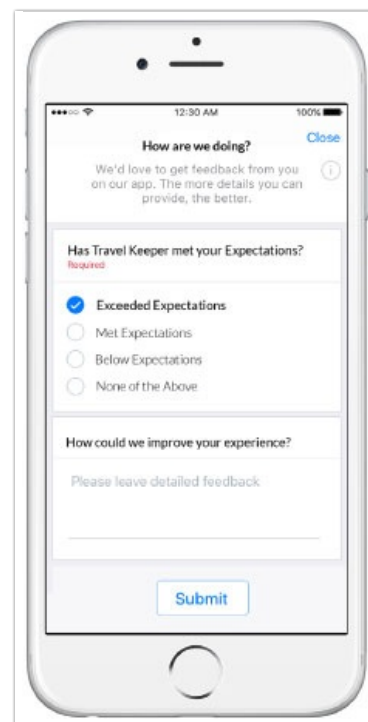 12:30 AM 100%
Close
How are we doing?
We'd love to get feedback from you
on our app. The more details you can
provide, the better.
Has Travel Keeper met your Expectations?
Required
Exceeded Expectations
Met Expectations
Below Expectations
None of the Above
How could we improve your experience?
Please leave detailed feedback
Submit